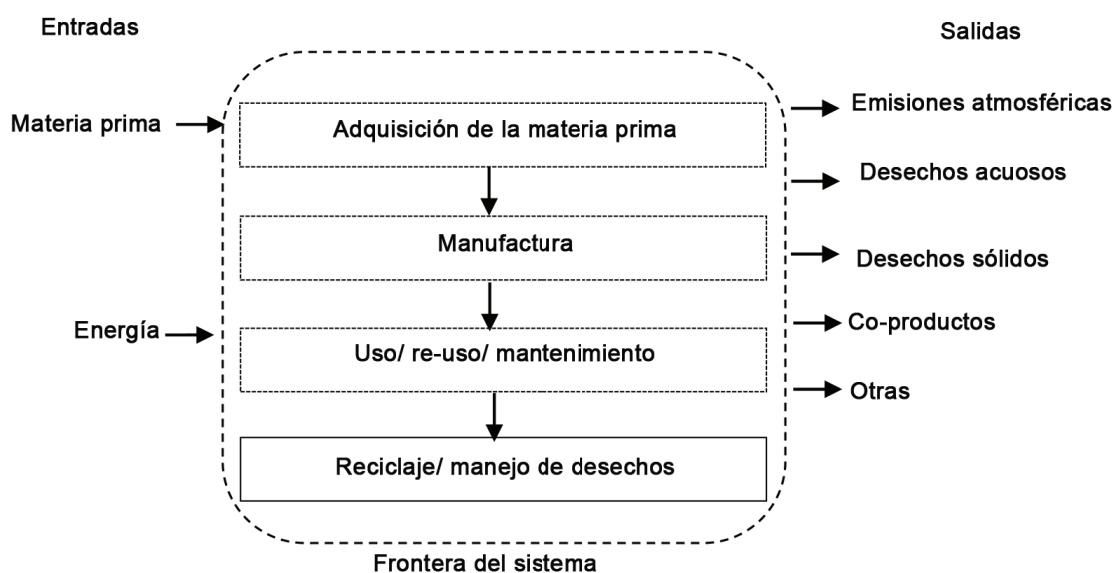 Entradas
Salidas
Materia prima
Adquisición de la materia prima
Emisiones atmosféricas
Desechos acuosos
Manufactura
Desechos sólidos
Energía
Uso/ re-uso/ mantenimiento
Co-productos
Otras
Reciclaje/ manejo de desechos
Frontera del sistema